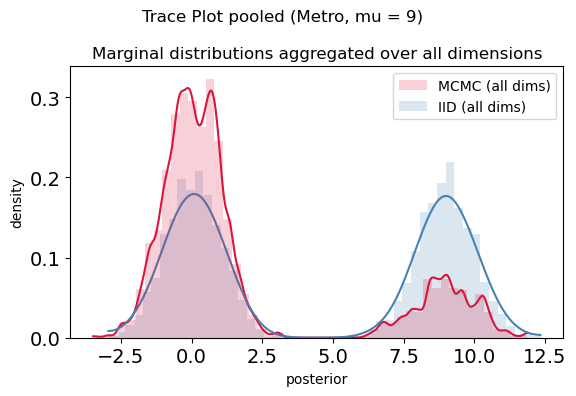 Trace Plot pooled (Metro, mu = 9)
Marginal distributions aggregated over all dimensions
MCMC (all dims)
IID (all dims)
0.3
0.2
0.1
0.0
density
−2.5 0.0 2.5 5.0 7.5 10.0 12.5
posterior